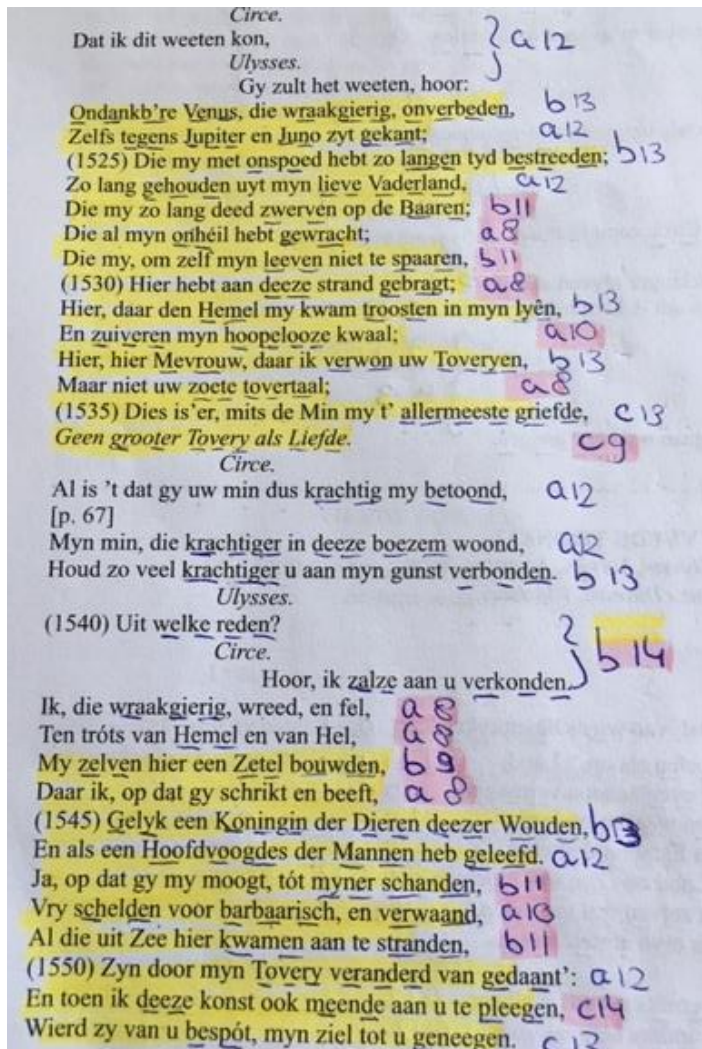 Circe.
Dat ik dit weeten kon, a 12
Ulysses.
Gy zult het weeten, hoor:
Ondankb're Venus, die wraakgierig, onverbeden, b 13
Zelfs tegens Jupiter en Juno zyt gekant; a12
(1525) Die my met onspoed hebt zo langen tyd bestreeden; b13
Zo lang gehouden uyt myn lieve Vaderland, a12
Die my zo lang deed zwerven op de Baaren; b11
Die al myn onhéil hebt gewracht; a8
Die my, om zelf myn leeven niet te spaaren, b11
(1530) Hier hebt aan deeze strand gebragt; a8
Hier, daar den Hemel my kwam troosten in myn lyên, b13
En zuiveren myn hoopelooze kwaal; a10
Hier, hier Mevrouw, daar ik verwon uw Toveryen, b 13
Maar niet uw zoete tovertaal; a8
(1535) Dies is'er, mits de Min my t' allermeeste griefde, c13
Geen grooter Tovery als Liefde. c9
Circe.
Al is 't dat gy uw min dus krachtig my betoond, a12
[p. 67]
Myn min, die krachtiger in deeze boezem woond, a12
Houd zo veel krachtiger u aan myn gunst verbonden. b 13
Ulysses.
(1540) Uit welke reden?
Circe. b14
Hoor, ik zalze aan u verkonden.
Ik, die wraakgierig, wreed, en fel, a8
Ten tróts van Hemel en van Hel, a8
My zelven hier een Zetel bouwden, b9
Daar ik, op dat gy schrikt en beeft, a 8
(1545) Gelyk een Koningin der Dieren deezer Wouden, b13
En als een Hoofdvoogdes der Mannen heb geleefd. a12
Ja, op dat gy my moogt, tót myner schanden, b11
Vry schelden voor barbaarisch, en verwaand, a10
Al die uit Zee hier kwamen aan te stranden, b11
(1550) Zyn door myn Tovery veranderd van gedaant': a12
En toen ik deeze konst ook meende aan u te pleegen, c14
Wierd zy van u bespót, myn ziel tot u geneegen. c13